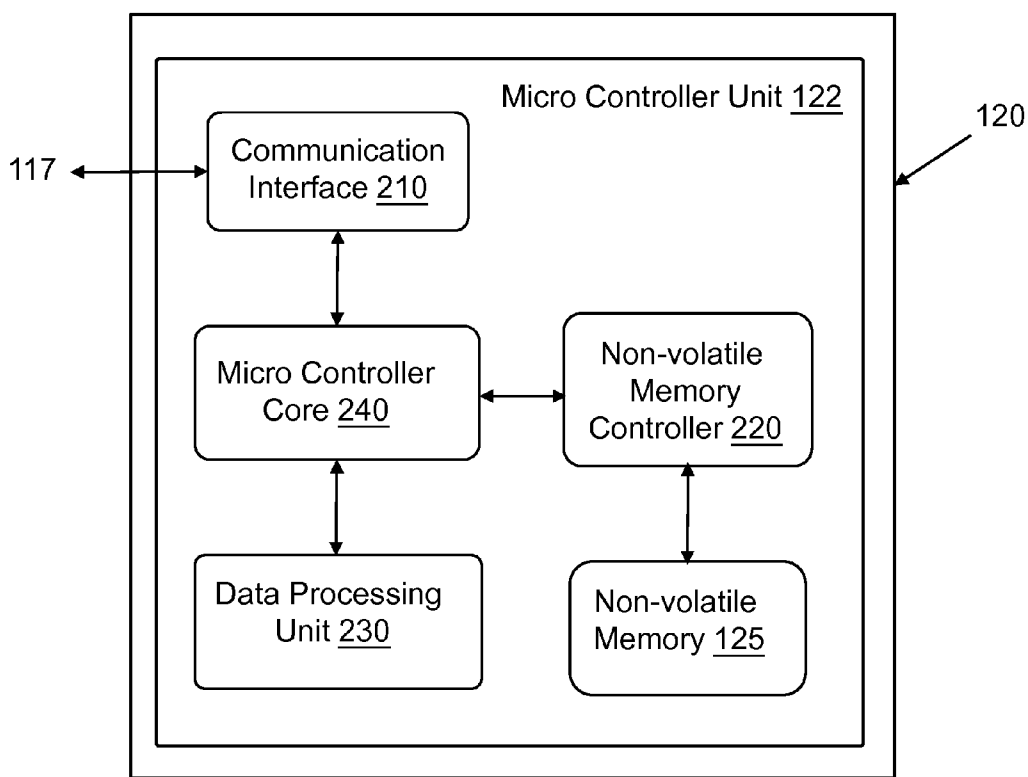 Micro Controller Unit 122
120
117
Communication
Interface 210
Micro Controller
Core 240
Non-volatile
Memory
Controller 220
Data Processing
Unit 230
Non-volatile
Memory 125